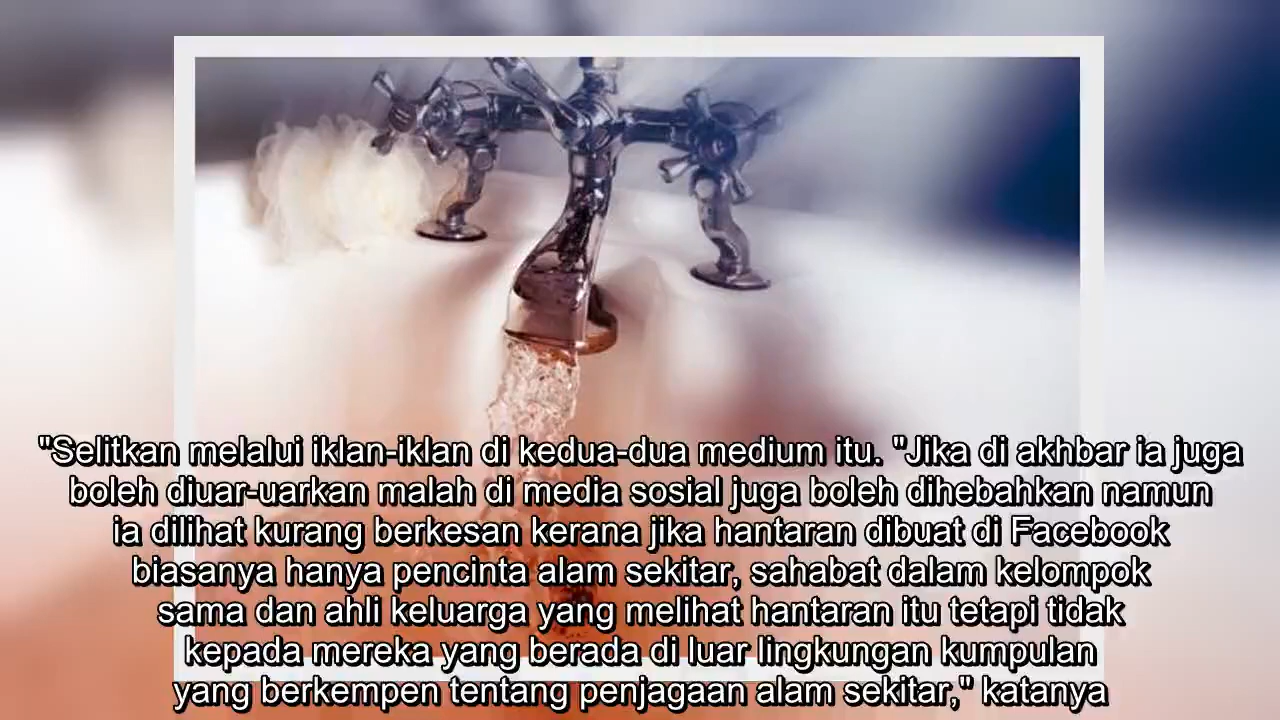 "Selitkan melalui iklan-iklan di kedua-dua medium itu. "Jika di akhbar ia juga
boleh diuar-uarkan malah di media sosial juga boleh dihebahkan namun
ia dilihat kurang berkesan kerana jika hantaran dibuat di Facebook
biasanya hanya pencinta alam sekitar, sahabat dalam kelompok
sama dan ahli keluarga yang melihat hantaran itu tetapi tidak
kepada mereka yang berada di luar lingkungan kumpulan
yang berkempen tentang penjagaan alam sekitar," katanya